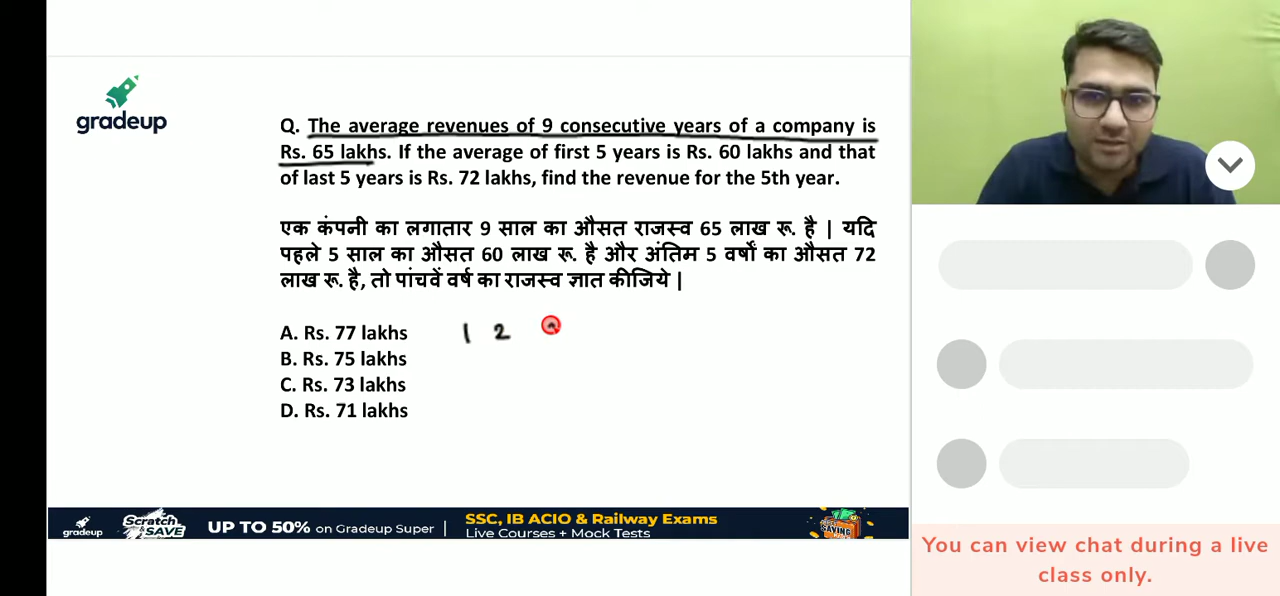 gradeup
Q. The average revenues of 9 consecutive years of a company is
Rs. 65 lakhs. If the average of first 5 years is Rs. 60 lakhs and that
of last 5 years is Rs. 72 lakhs, find the revenue for the 5th year.
एक कंपनी का लगातार 9 साल का औसत राजस्व 65 लाख रू. है | यदि
पहले 5 साल का औसत 60 लाख रू. है और अंतिम 5 वर्षों का औसत 72
लाख रू. है, तो पांचवें वर्ष का राजस्व ज्ञात कीजिये |
A. Rs. 77 lakhs 1 2
B. Rs. 75 lakhs
C. Rs. 73 lakhs
D. Rs. 71 lakhs
gradeup Scratch & SAVE UP TO 50% on Gradeup Super | SSC, IB ACIO & Railway Exams
Live Courses + Mock Tests
SAVING
You can view chat during a live
class only.